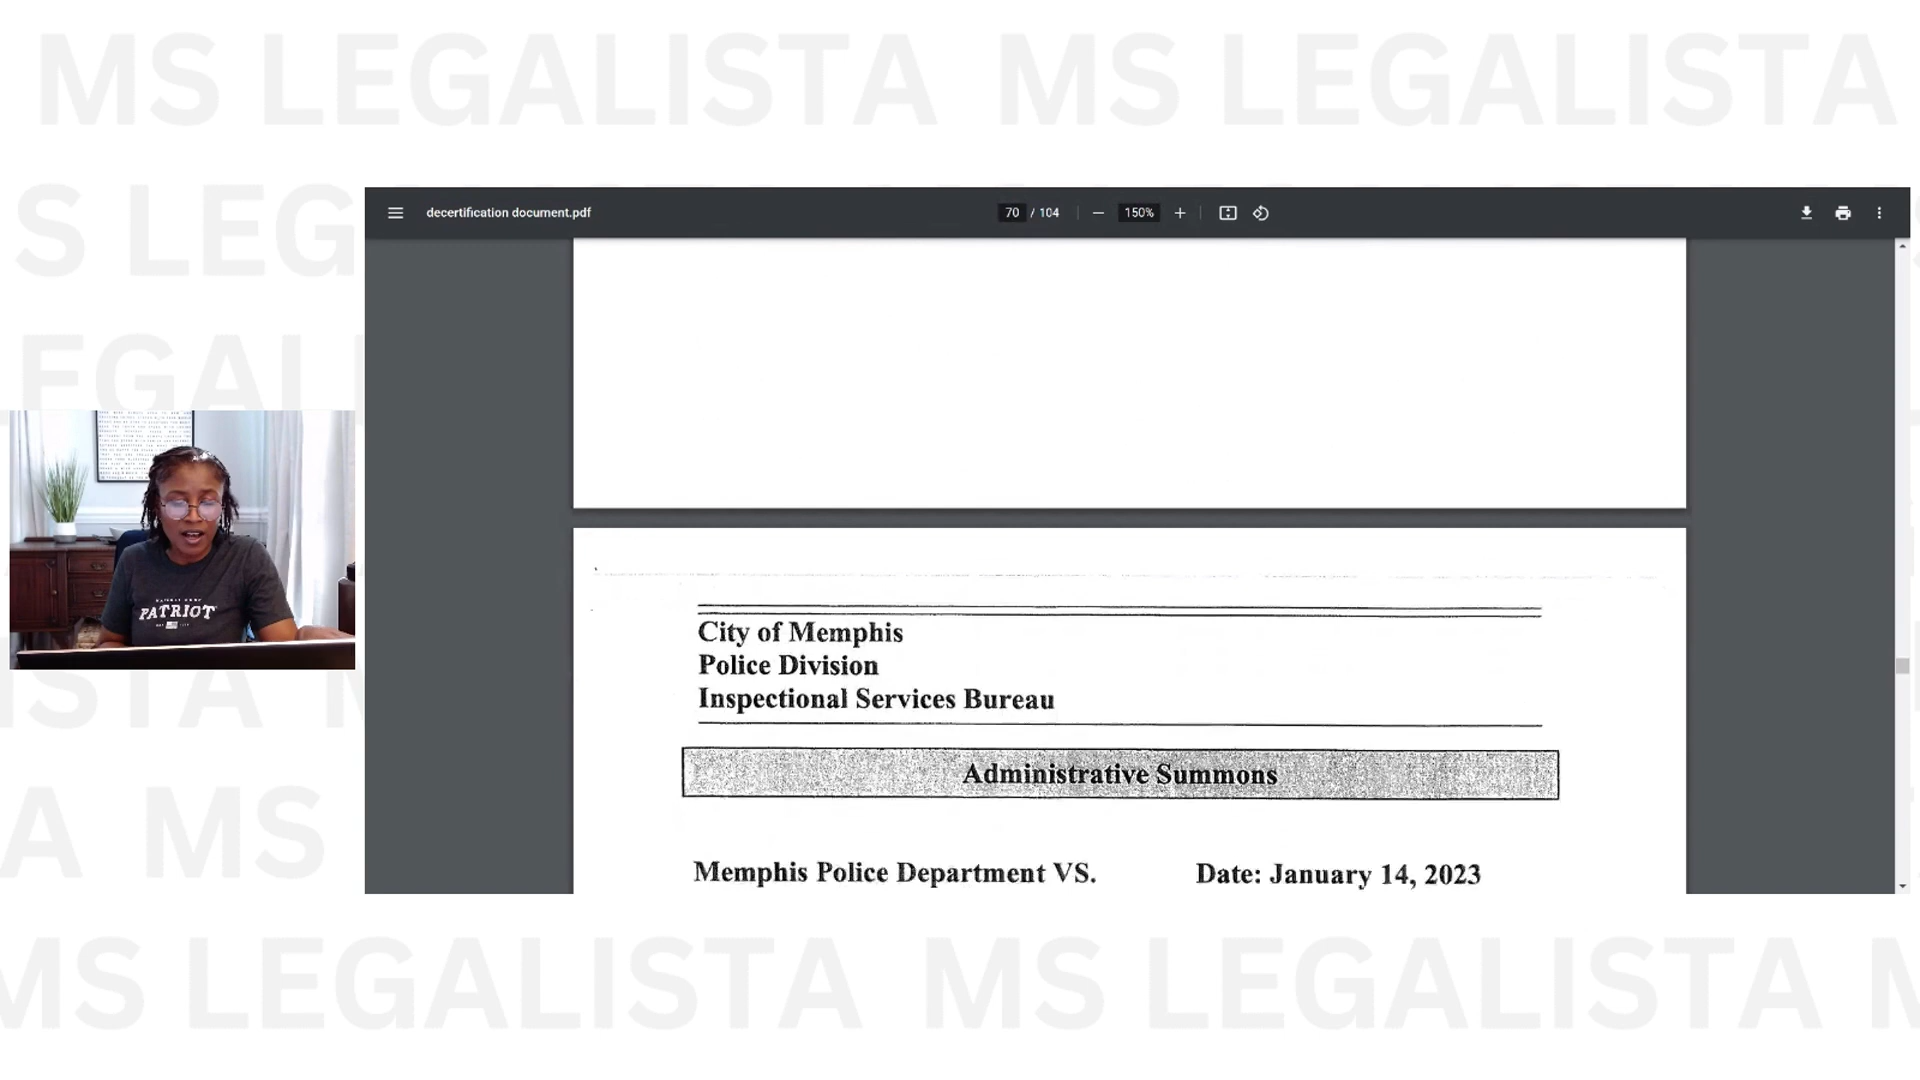 MS LEGALISTA MS LEGALISTA
S LEG
EGALI
decertification document.pdf
70 / 104
150%
PATRIOT
City of Memphis
Police Division
Inspectional Services Bureau
Administrative Summons
Memphis Police Department VS. Date: January 14, 2023
ISTA
A MS
MS LEGALISTA MS LEGALISTA